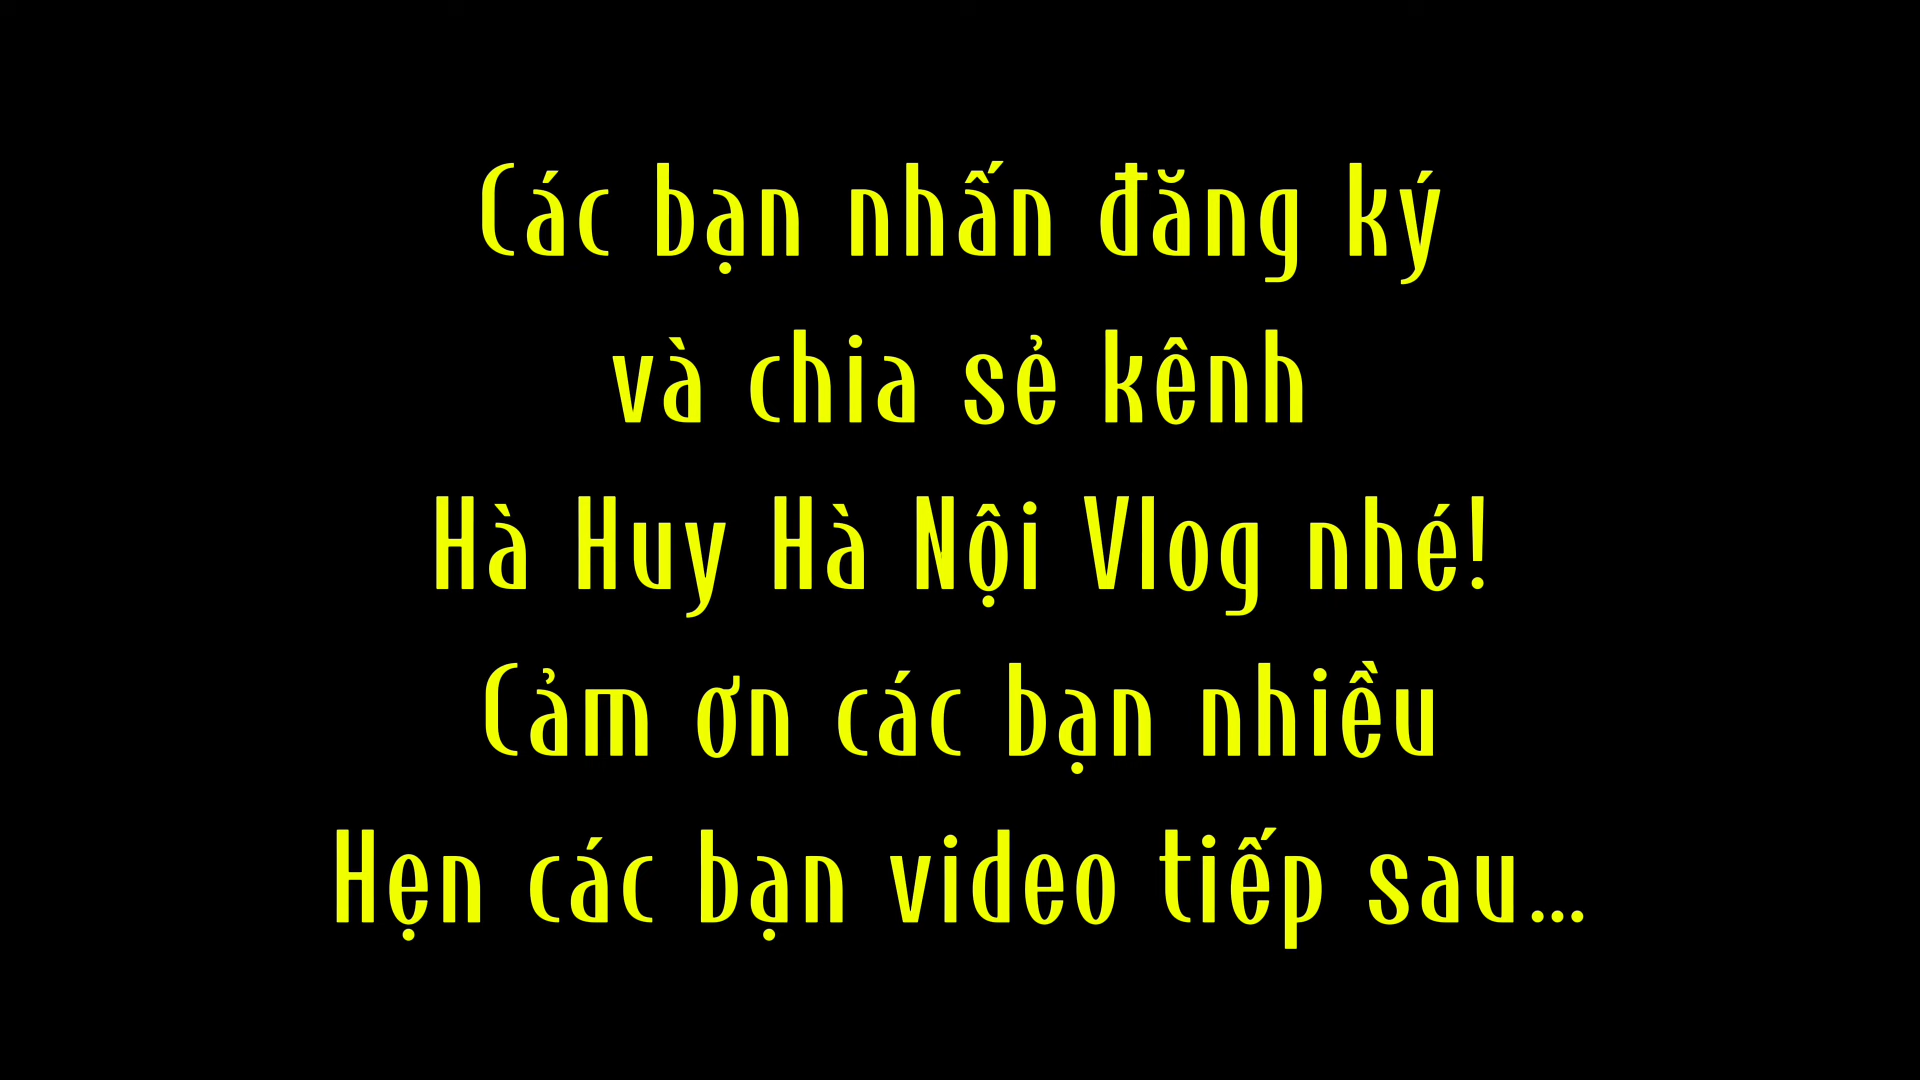 Các bạn nhấn đăng ký
và chia sẻ kênh
Hà Huy Hà Nội Vlog nhé!
Cảm ơn các bạn nhiều
Hẹn các bạn video tiếp sau...